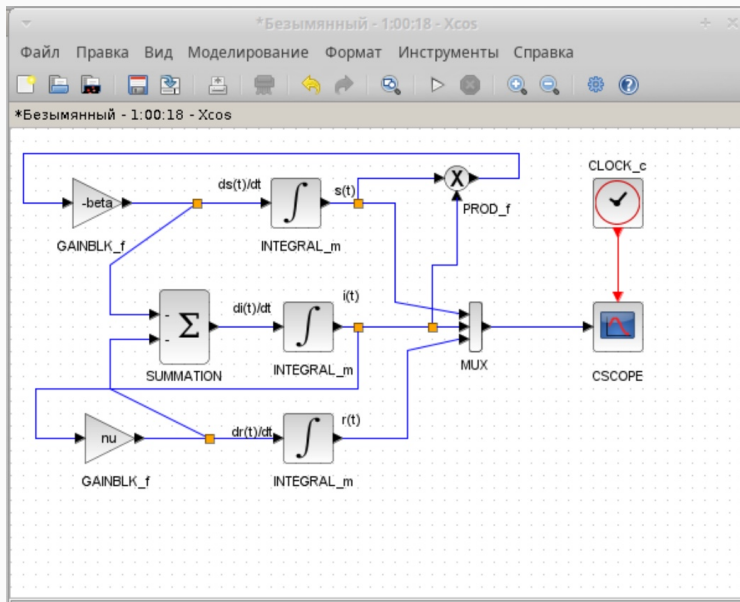 *Безымянный - 1:00:18 - Xcos
Файл Правка Вид Моделирование Формат Инструменты Справка
*Безымянный - 1:00:18 - Xcos
CLOCK_c
ds(t)/dt
s(t)
X
-beta
PROD_f
GAINBLK_f
INTEGRAL_m
i(t)
di(t)/dt
-
Σ
∫
-
MUX
INTEGRAL_m
SUMMATION
CSCOPE
r(t)
dr(t)/dt
nu
∫
GAINBLK_f
INTEGRAL_m
∫